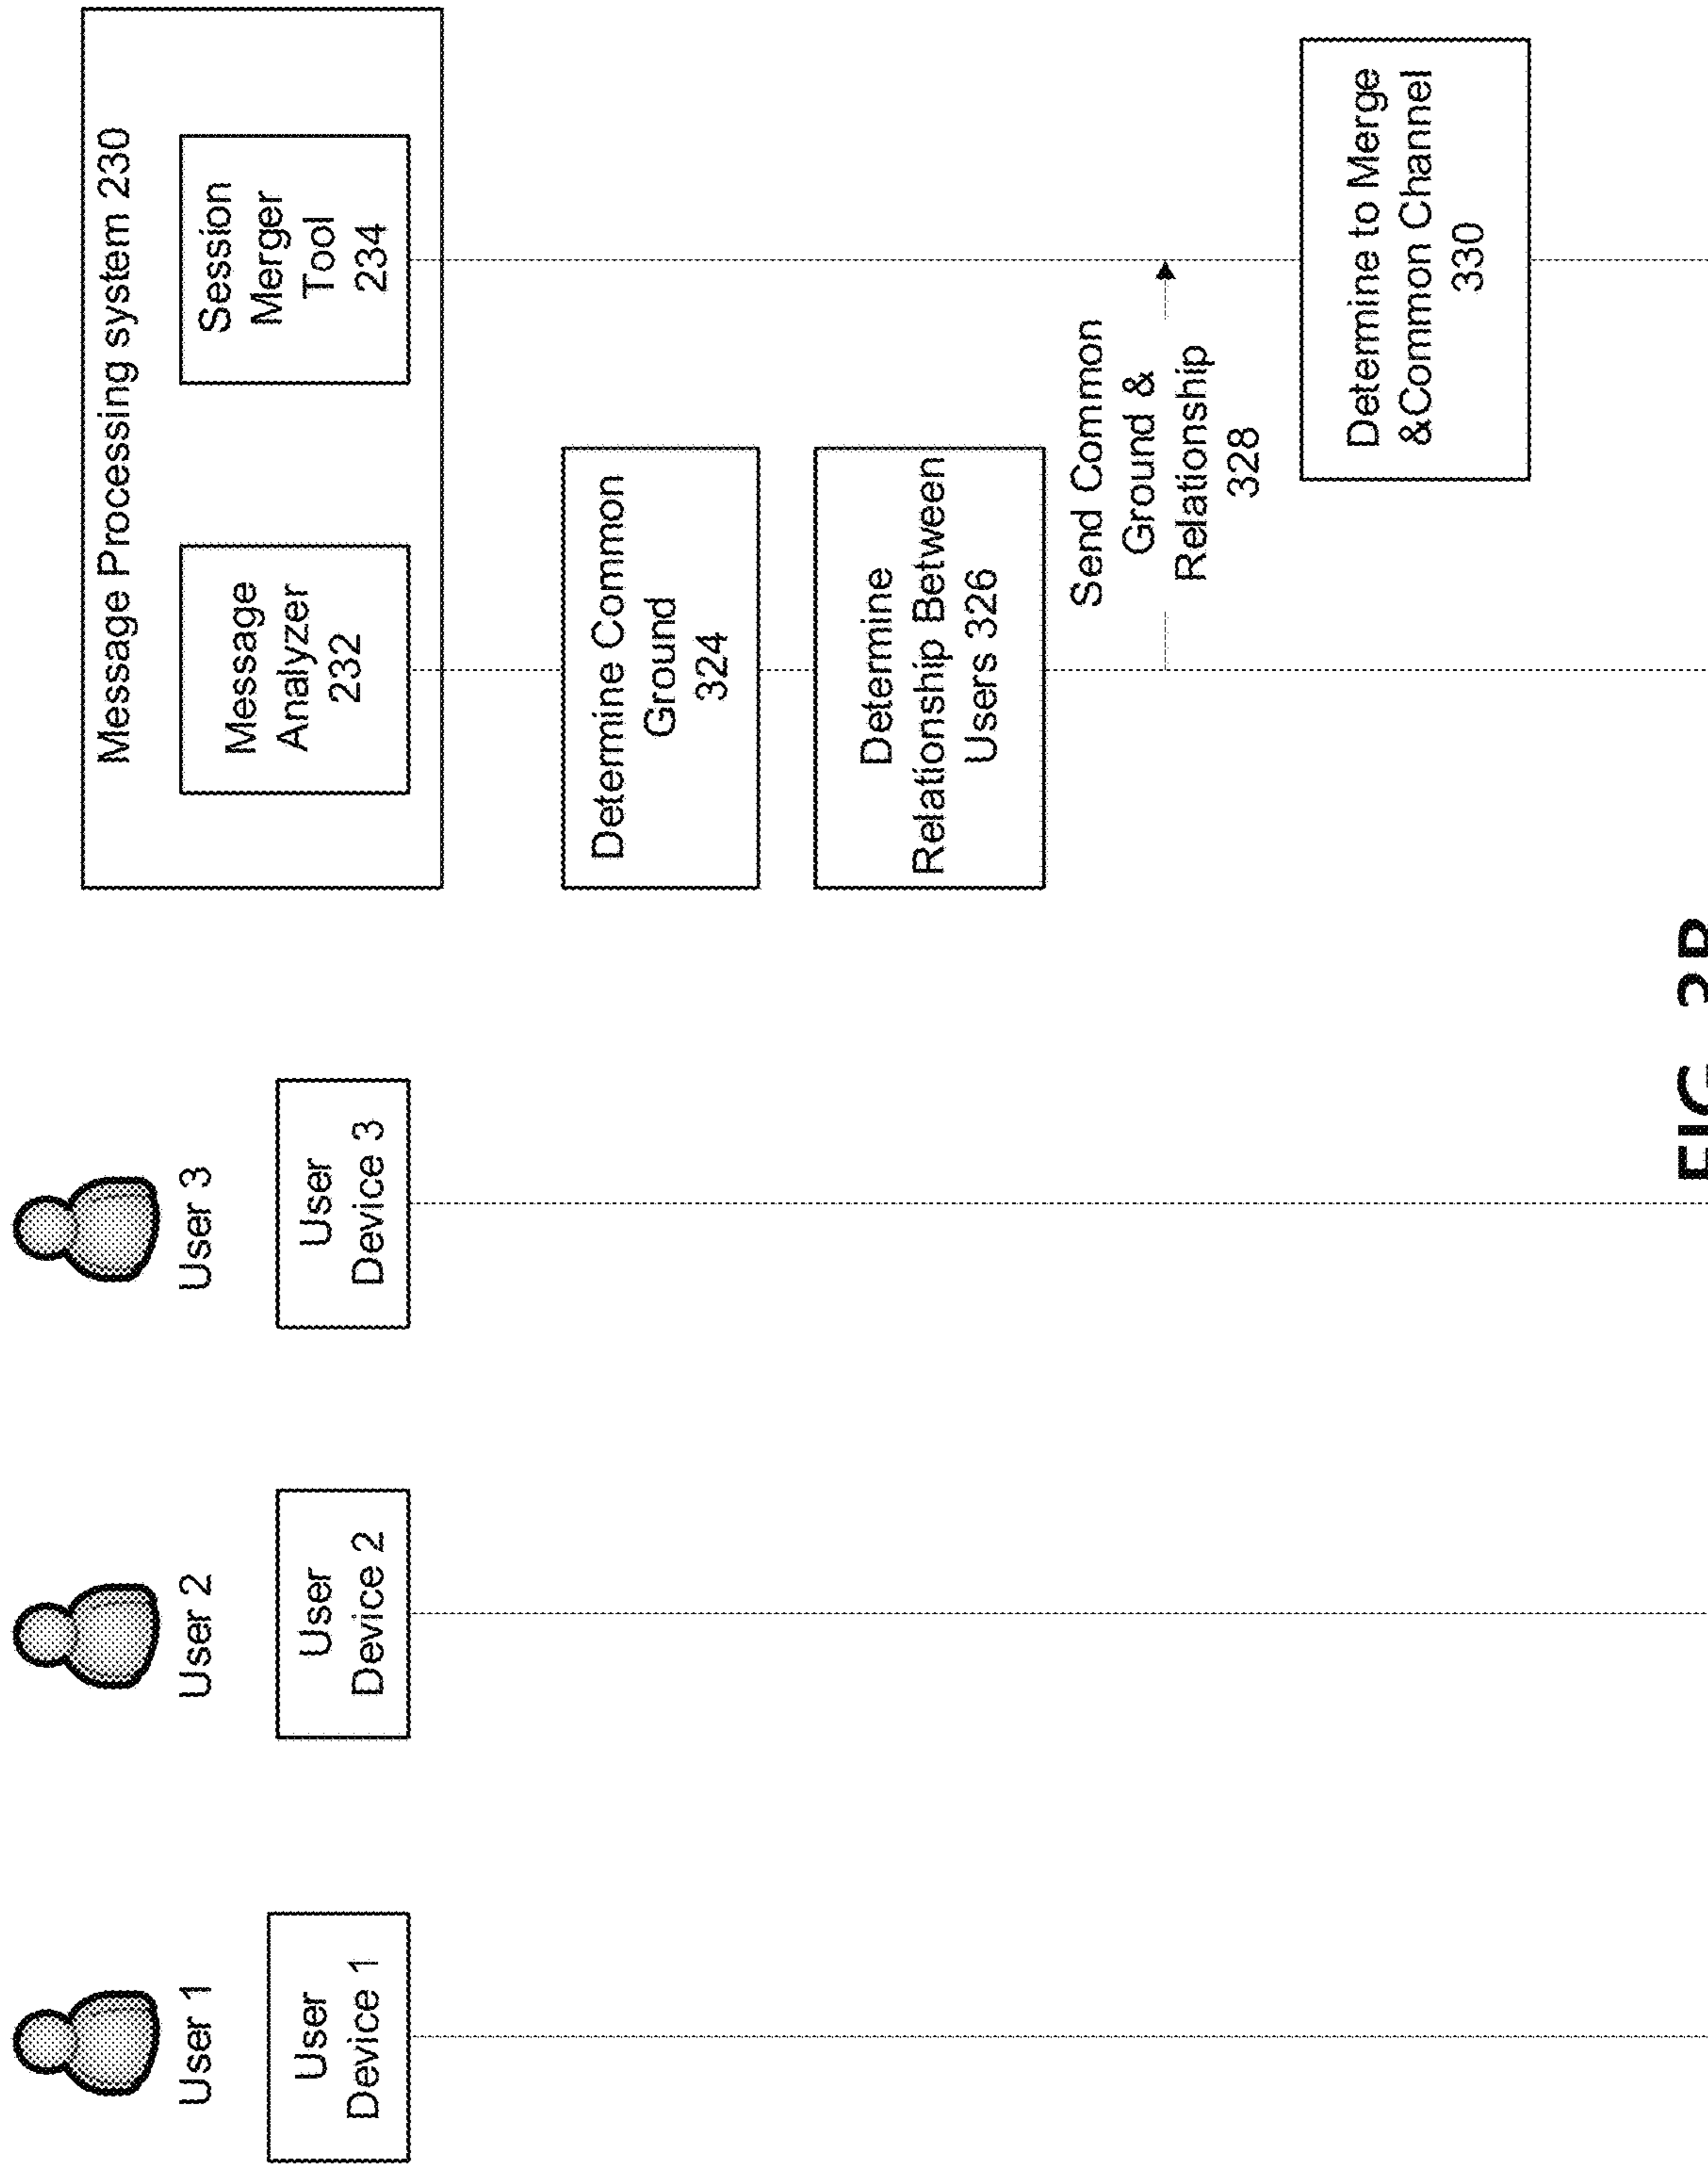 User 1
User 2
User 3
Message Processing system 230
User
Device 1
User
Device 2
User
Device 3
Message
Analyzer
232
Session
Merger
Tool
234
Determine Common
Ground
324
Determine
Relationship Between
Users 326
Send Common
Ground &
Relationship
328
Determine to Merge
&Common Channel
330
FIG